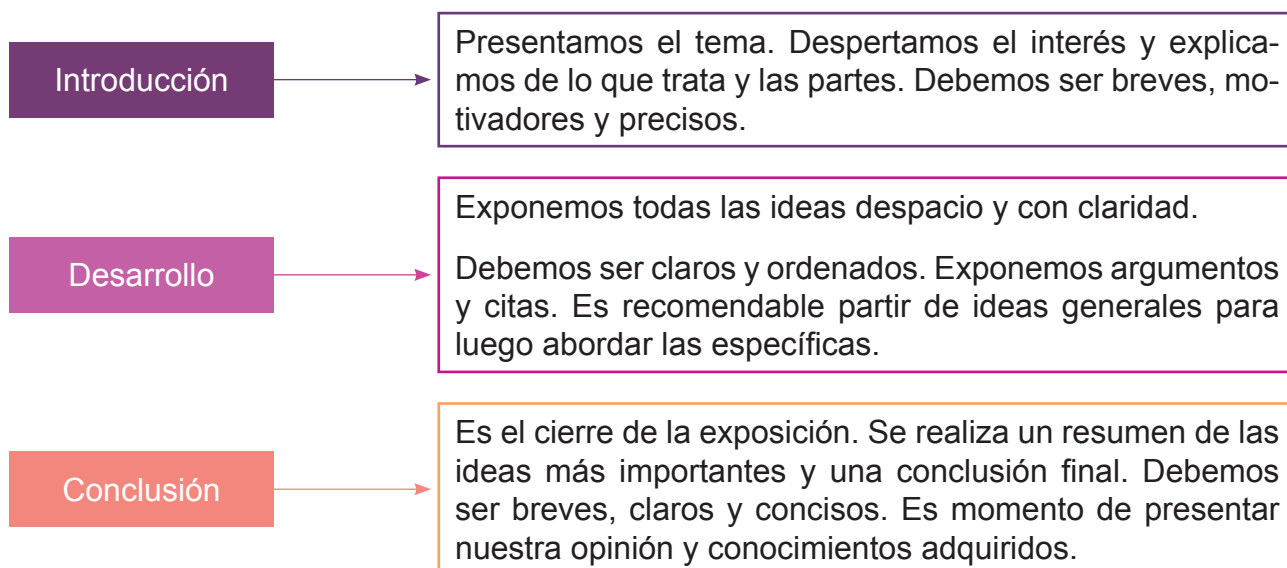 Introducción
Presentamos el tema. Despertamos el interés y explica-
mos de lo que trata y las partes. Debemos ser breves, mo-
tivadores y precisos.
Desarrollo
Exponemos todas las ideas despacio y con claridad.
Debemos ser claros y ordenados. Exponemos argumentos
y citas. Es recomendable partir de ideas generales para
luego abordar las específicas.
Conclusión
Es el cierre de la exposición. Se realiza un resumen de las
ideas más importantes y una conclusión final. Debemos
ser breves, claros y concisos. Es momento de presentar
nuestra opinión y conocimientos adquiridos.